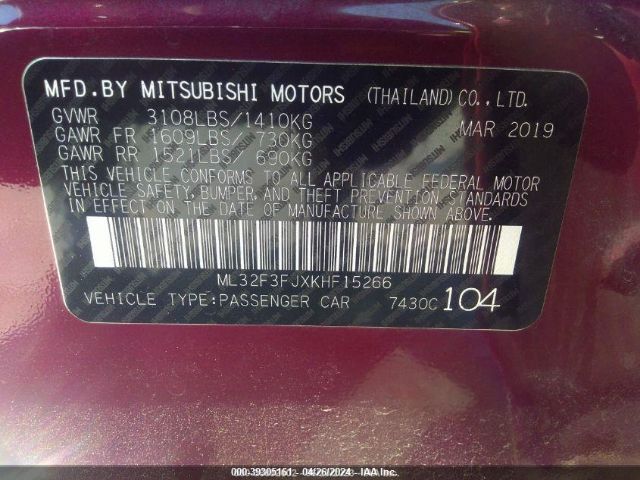 MFD.BY MITSUBISHI MOTORS (THAILAND)CO.,LTD.
GVWR 3108LBS/1410KG MAR 2019
GAWR FR 1609LBS/ 730KG
GAWR RR 1521LBS/ 690KG
THIS VEHICLE CONFORMS TO ALL APPLICABLE FEDERAL MOTOR
VEHICLE SAFETY, BUMPER, AND THEFT PREVENTION STANDARDS
IN EFFECT ON THE DATE OF MANUFACTURE SHOWN ABOVE.
ML32F3FJXKHF15266
VEHICLE TYPE:PASSENGER CAR 7430C 104
000-39305161 - 04/26/2024 - IAA Inc.